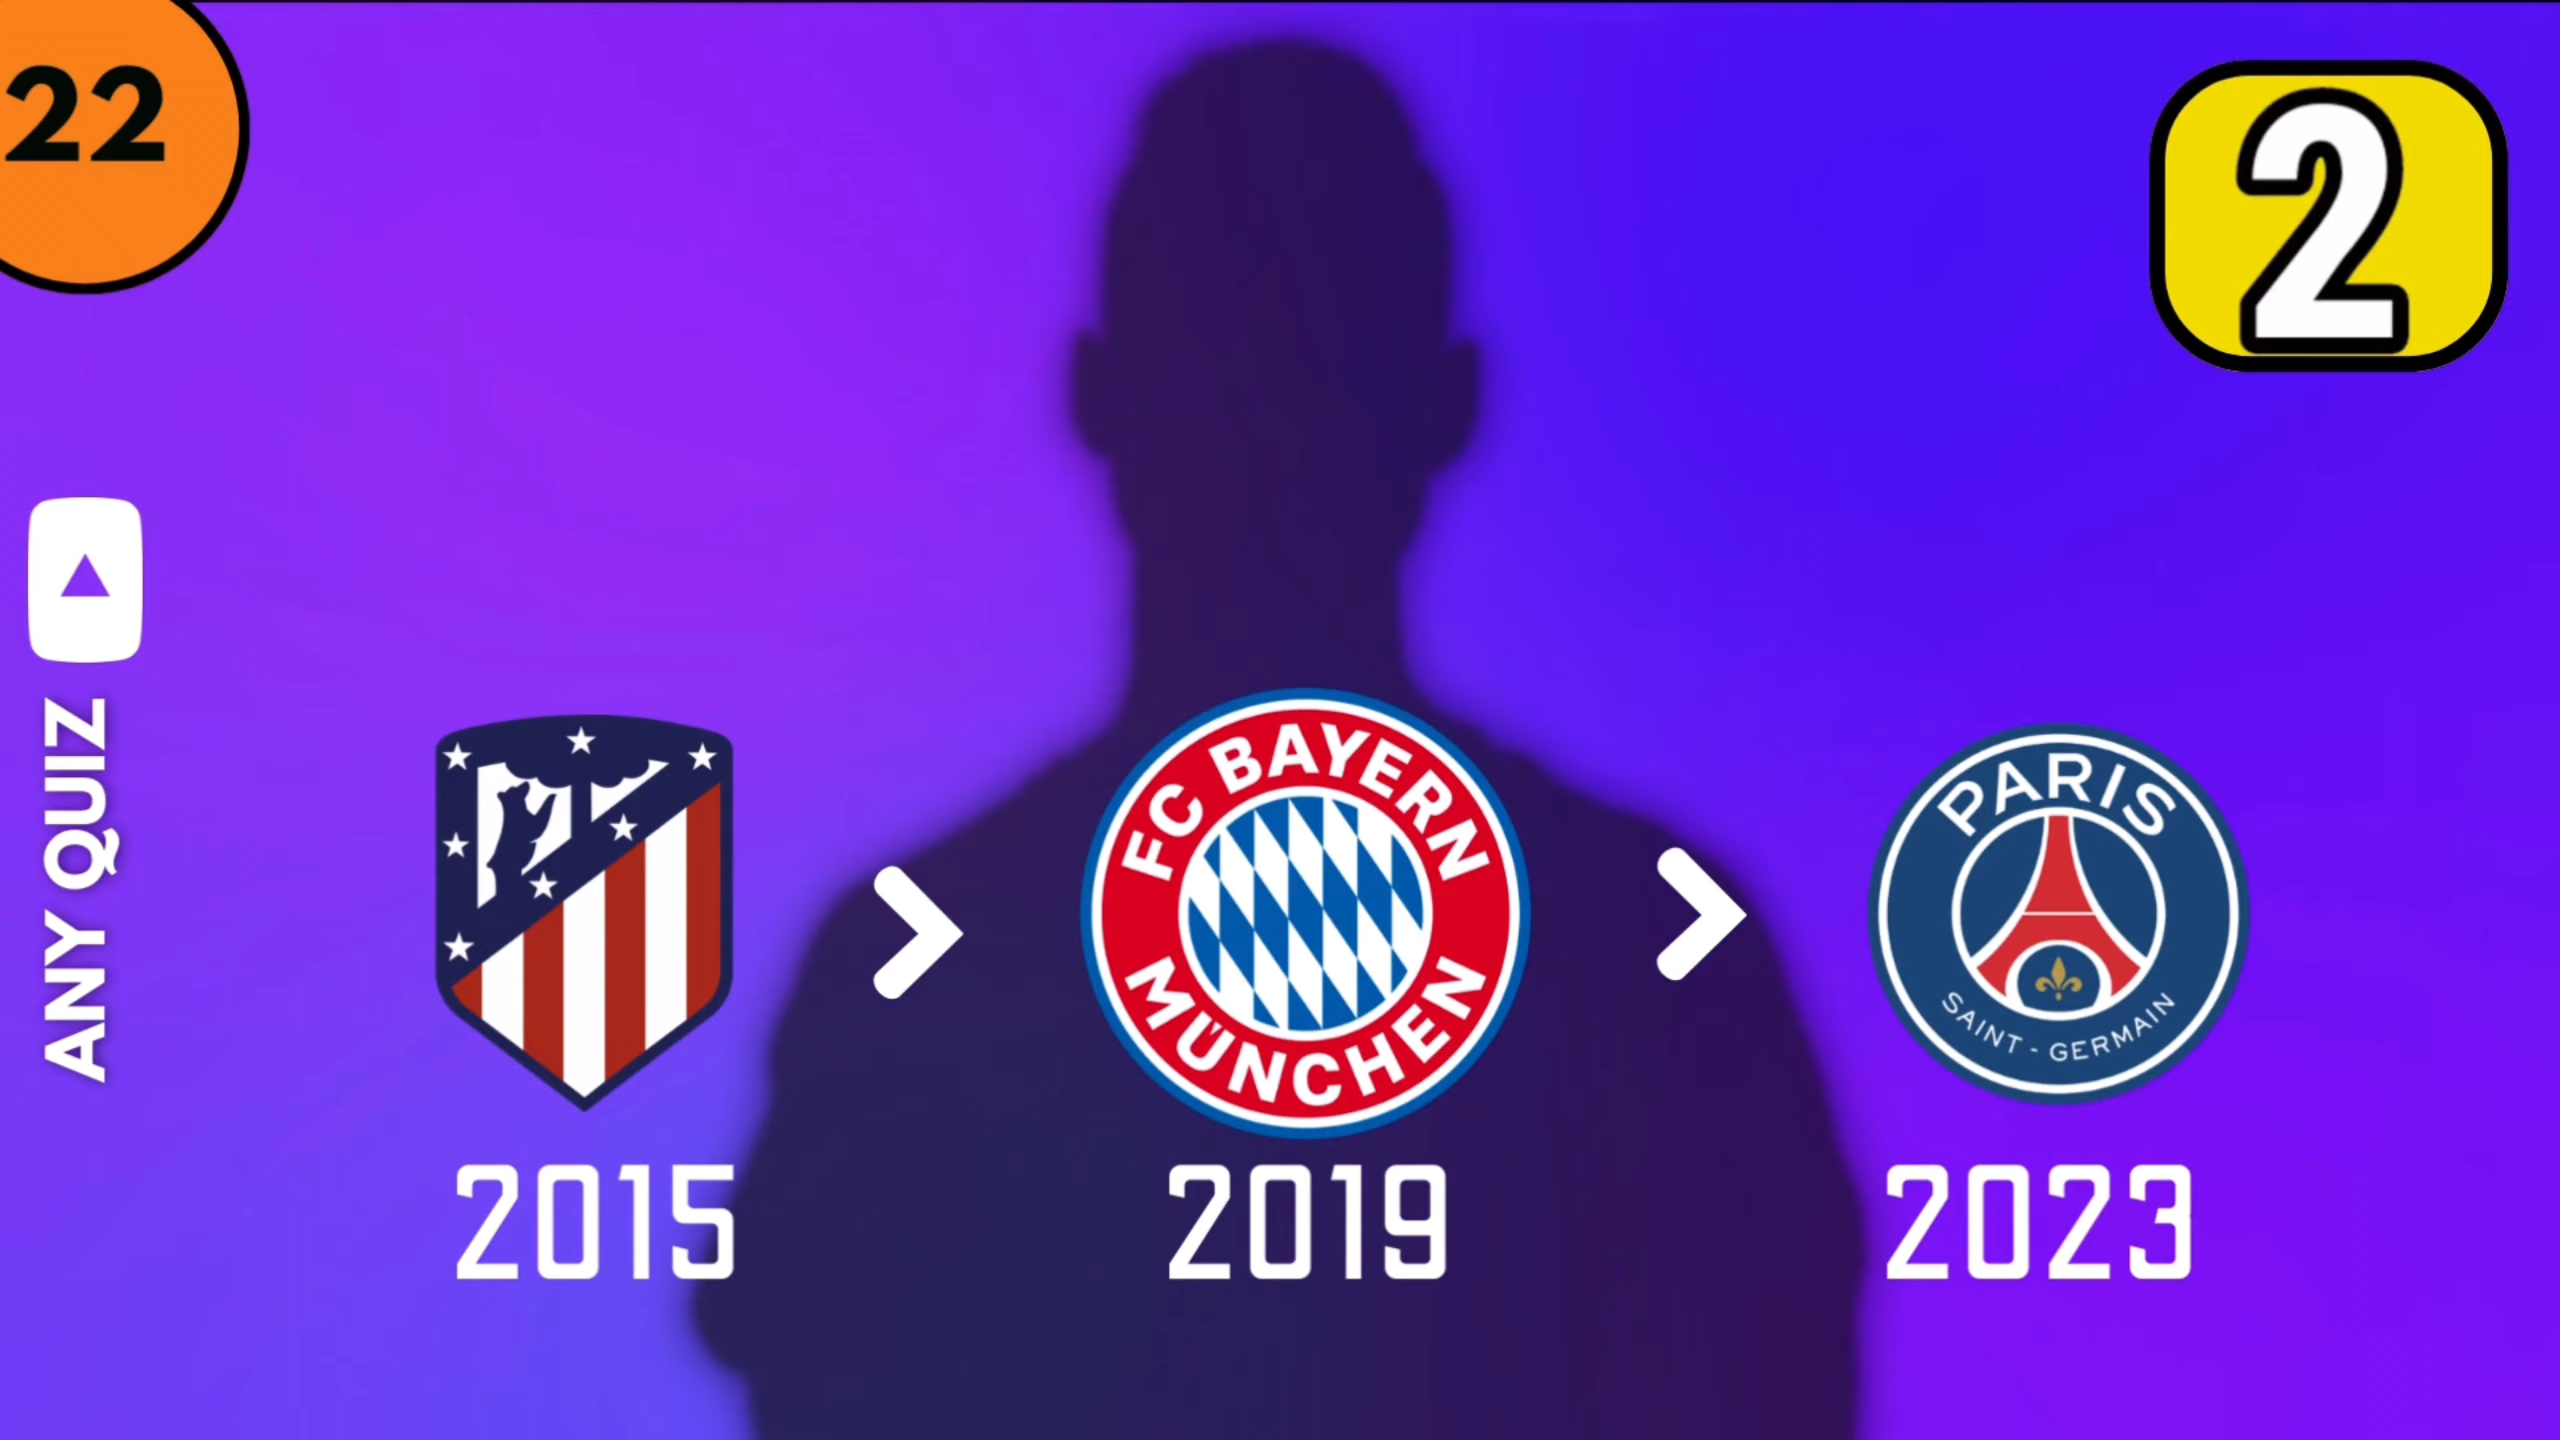 22
2
ANY QUIZ
FC BAYERN
MÜNCHEN
PARIS
SAINT-GERMAIN
2015
2019
2023